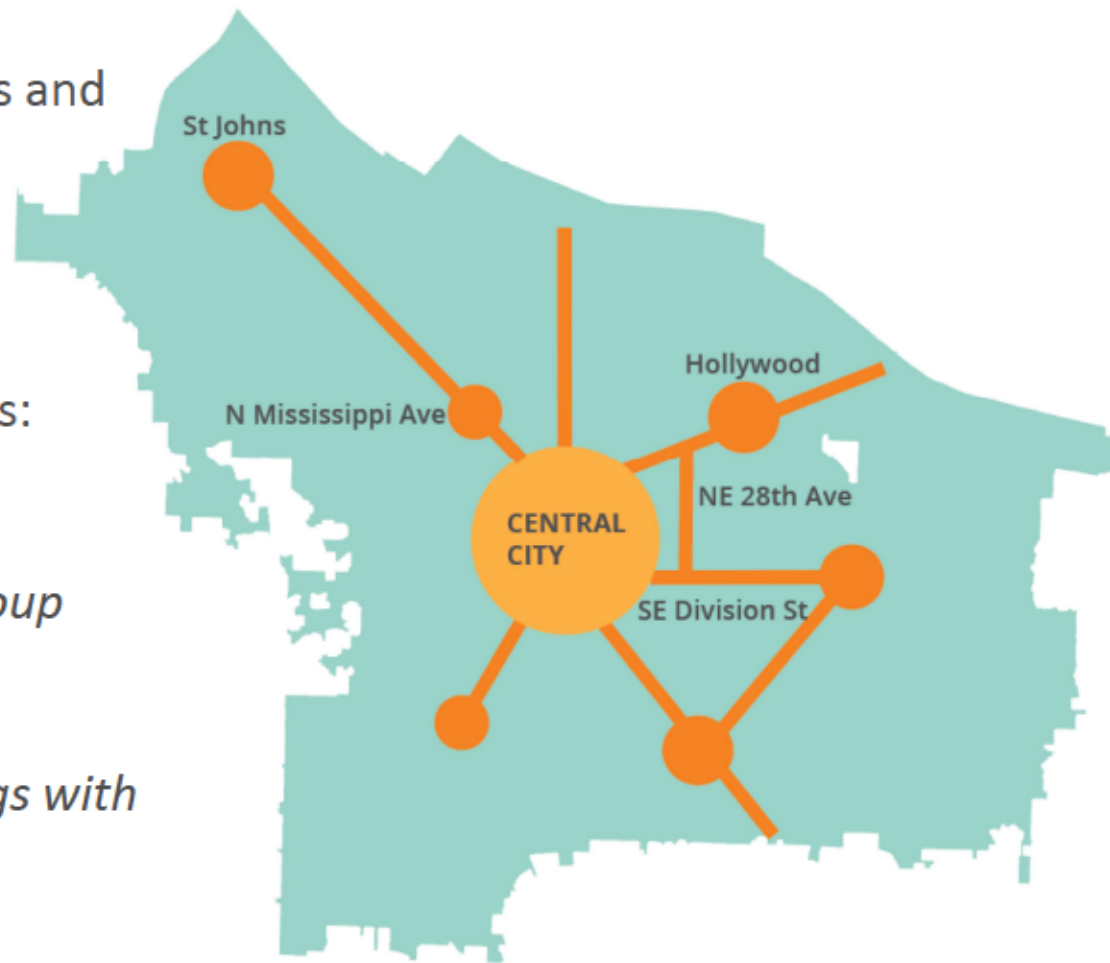 s and
St Johns
Hollywood
N Mississippi Ave
s:
NE 28th Ave
CENTRAL
CITY
oup
SE Division St
gs with